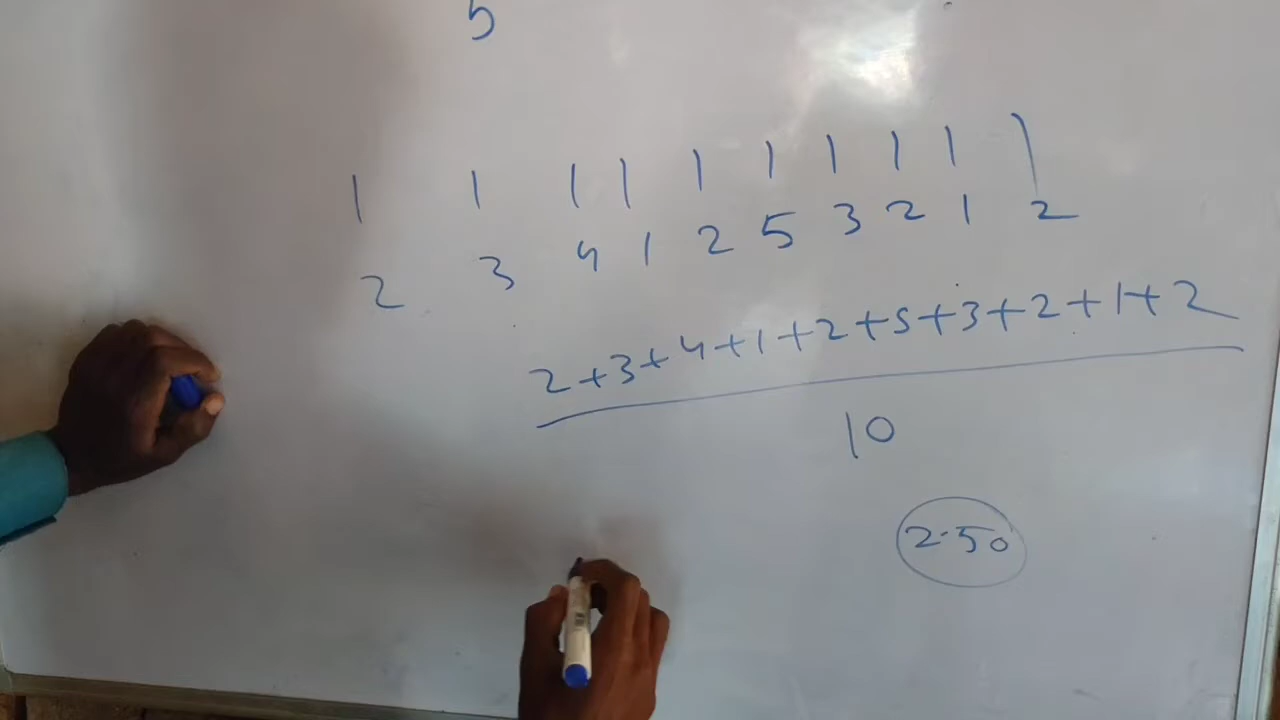 5
1 1 1 1 1 1 1 1 1 1
2 3 4 1 2 5 3 2 1 2
2+3+4+1+2+5+3+2+1+2
10
2.50